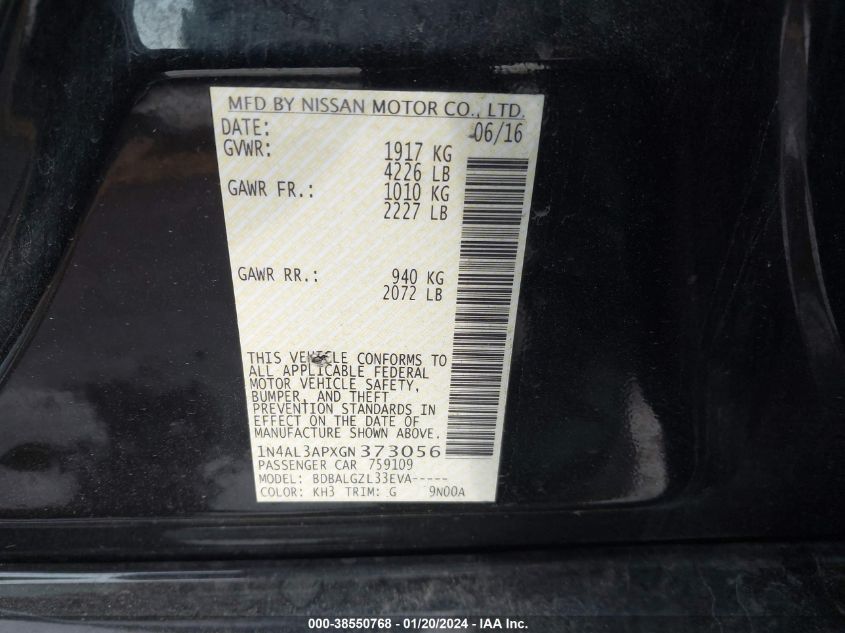 MFD BY NISSAN MOTOR CO., LTD.
DATE: 06/16
GVWR: 1917 KG
4226 LB
GAWR FR.: 1010 KG
2227 LB
GAWR RR.: 940 KG
2072 LB
THIS VEHICLE CONFORMS TO
ALL APPLICABLE FEDERAL
MOTOR VEHICLE SAFETY,
BUMPER, AND THEFT
PREVENTION STANDARDS IN
EFFECT ON THE DATE OF
MANUFACTURE SHOWN ABOVE.
1N4AL3APXGN373056
PASSENGER CAR 759109
MODEL: BDBALGZL33EVA-----
COLOR: KH3 TRIM: G 9N00A
000-38550768 - 01/20/2024 - IAA Inc.